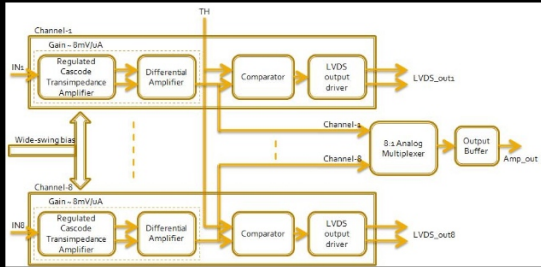 TH
Channel-1
Gain ~ 8mV/uA
IN1
Regulated
Cascode
Transimpedance
Amplifier
Differential
Amplifier
Comparator
LVDS
output
driver
LVDS_out1
Wide-swing bias
Channel-1
Channel-8
8:1 Analog
Multiplexer
Output
Buffer
Amp_out
Channel-8
Gain ~ 8mV/uA
IN8
Regulated
Cascode
Transimpedance
Amplifier
Differential
Amplifier
Comparator
LVDS
output
driver
LVDS_out8